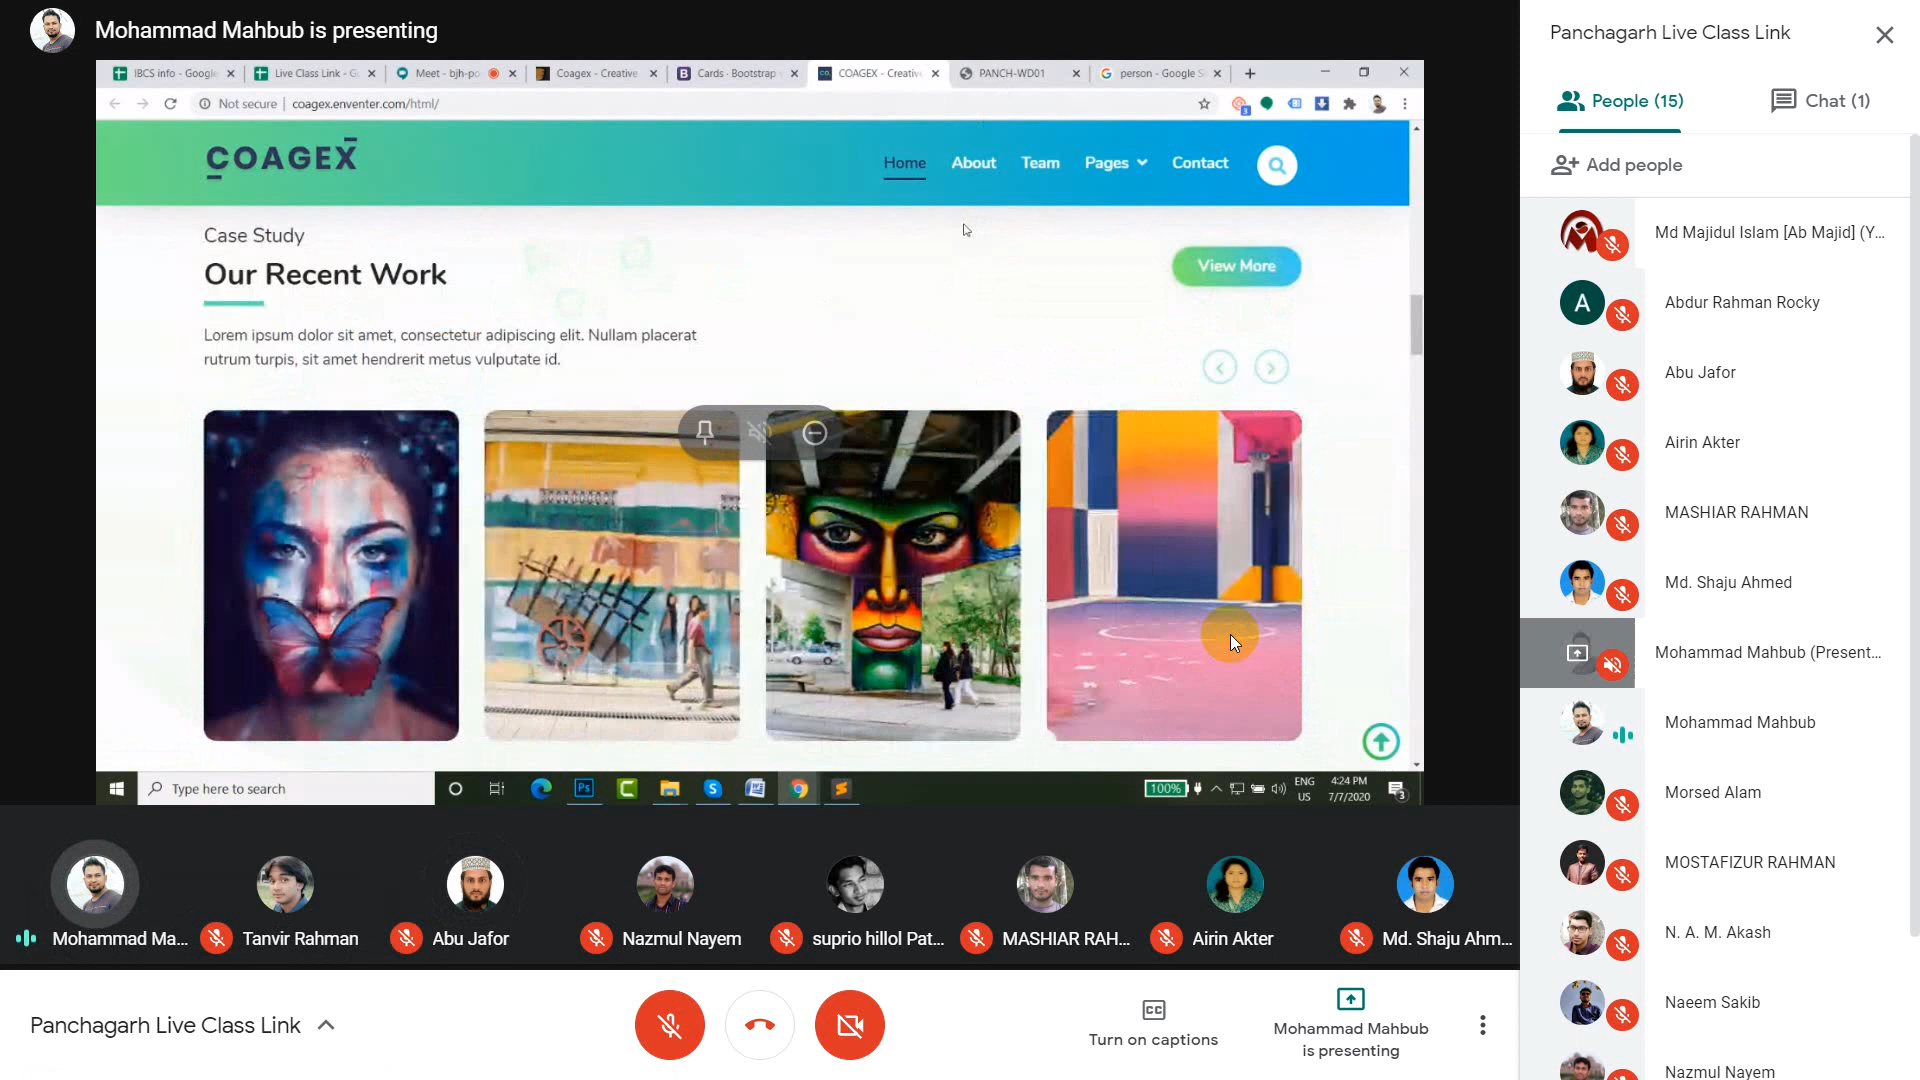 Mohammad Mahbub is presenting
IBCS info - Google
Live Class Link - G
Meet - bjh-po
Coagex - Creative
Cards · Bootstrap v
COAGEX - Creativ
PANCH-WD01
person - Google S
Not secure | coagex.enventer.com/html/
COAGEX
Home
About
Team
Pages
Contact
Case Study
Our Recent Work
View More
Lorem ipsum dolor sit amet, consectetur adipiscing elit. Nullam placerat
rutrum turpis, sit amet hendrerit metus vulputate id.
Type here to search
Ps
100%
ENG
US
4:24 PM
7/7/2020
3
Mohammad Ma...
Tanvir Rahman
Abu Jafor
Nazmul Nayem
suprio hillol Pat...
MASHIAR RAH...
Airin Akter
Md. Shaju Ahm...
Panchagarh Live Class Link
Turn on captions
Mohammad Mahbub
is presenting
Panchagarh Live Class Link
People (15)
Chat (1)
Add people
Md Majidul Islam [Ab Majid] (Y...
A
Abdur Rahman Rocky
Abu Jafor
Airin Akter
MASHIAR RAHMAN
Md. Shaju Ahmed
Mohammad Mahbub (Present...
Mohammad Mahbub
Morsed Alam
MOSTAFIZUR RAHMAN
N. A. M. Akash
Naeem Sakib
Nazmul Nayem